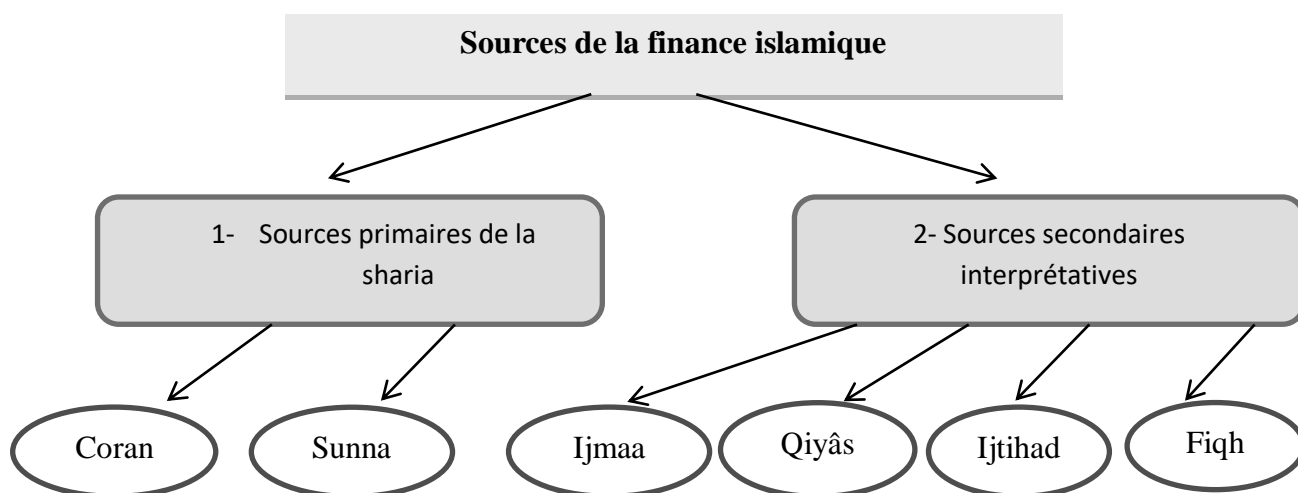 Sources de la finance islamique
1- Sources primaires de la
sharia
2- Sources secondaires
interprétatives
Coran
Sunna
Ijmaa
Qiyâs
Ijtihad
Fiqh